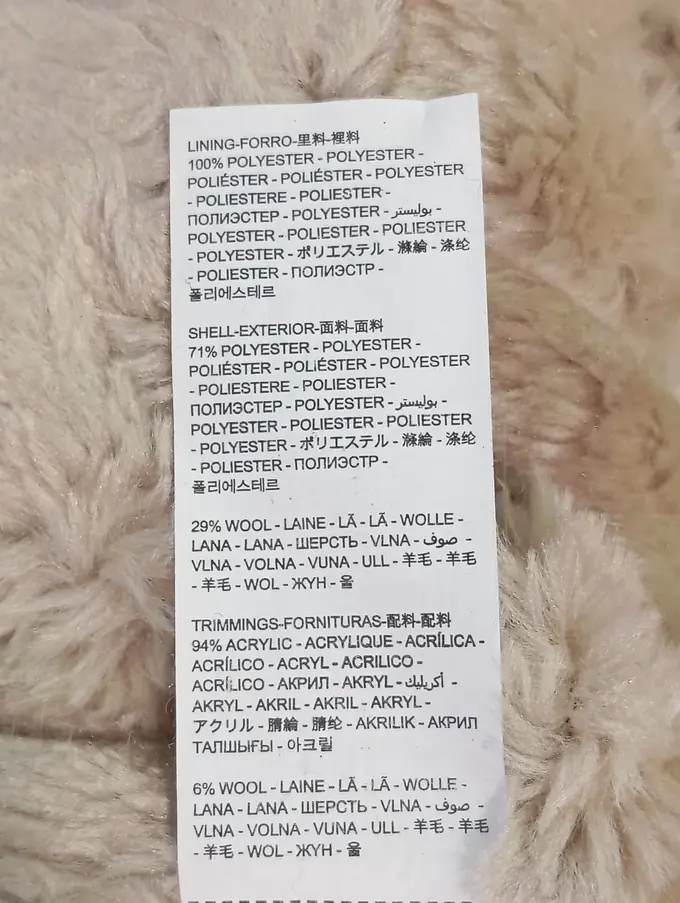 LINING-FORRO-里料-裡料
100% POLYESTER - POLYESTER -
POLIÉSTER - POLIÉSTER - POLYESTER
- POLIESTERE - POLIESTER -
ПОЛИЭСТЕР - POLYESTER - بوليستر -
POLYESTER - POLIESTER - POLIESTER
- POLYESTER - ポリエステル - 滌綸 - 涤纶
- POLIESTER - ПОЛИЭСТР -
폴리에스테르
SHELL-EXTERIOR-面料-面料
71% POLYESTER - POLYESTER -
POLIÉSTER - POLIÉSTER - POLYESTER
- POLIESTERE - POLIESTER -
ПОЛИЭСТЕР - POLYESTER - بوليستر -
POLYESTER - POLIESTER - POLIESTER
- POLYESTER - ポリエステル - 滌綸 - 涤纶
- POLIESTER - ПОЛИЭСТР -
폴리에스테르
29% WOOL - LAINE - LÃ - LÃ - WOLLE -
LANA - LANA - ШЕРСТЬ - VLNA - صوف -
VLNA - VOLNA - VUNA - ULL - 羊毛 - 羊毛
- 羊毛 - WOL - ЖҮН - 울
TRIMMINGS-FORNITURAS-配料-配料
94% ACRYLIC - ACRYLIQUE - ACRÍLICA -
ACRÍLICO - ACRYL - ACRILICO -
ACRÍLICO - АКРИЛ - AKRYL - أكريليك -
AKRYL - AKRIL - AKRIL - AKRYL -
アクリル - 腈綸 - 腈纶 - AKRILIK - АКРИЛ
ТАЛШЫҒЫ - 아크릴
6% WOOL - LAINE - LÃ - LÃ - WOLLE -
LANA - LANA - ШЕРСТЬ - VLNA - صوف -
VLNA - VOLNA - VUNA - ULL - 羊毛 - 羊毛
- 羊毛 - WOL - ЖҮН - 울